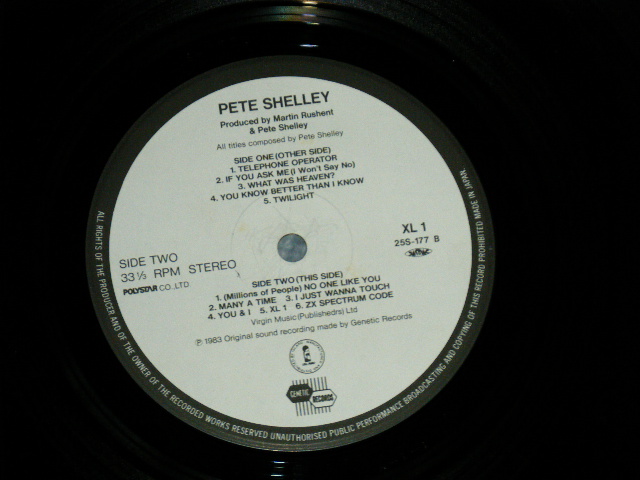 PETE SHELLEY
Produced by Martin Rushent
& Pete Shelley
All titles composed by Pete Shelley
SIDE ONE (OTHER SIDE)
1. TELEPHONE OPERATOR
2. IF YOU ASK ME (I Won't Say No)
3. WHAT WAS HEAVEN?
4. YOU KNOW BETTER THAN I KNOW
5. TWILIGHT
XL 1
25S-177 B
SIDE TWO
33 1/3 RPM STEREO
POLYSTAR CO.,LTD
SIDE TWO (THIS SIDE)
1. (Millions of People) NO ONE LIKE YOU
2. MANY A TIME 3. I JUST WANNA TOUCH
4. YOU & I 5. XL 1 6. ZX SPECTRUM CODE
Virgin Music (Publishedrs) Ltd
℗ 1983 Original sound recording made by Genetic Records
GENETIC RECORDS
ALL RIGHTS OF THE PRODUCER AND OF THE OWNER OF THE RECORDED WORKS RESERVED UNAUTHORISED PUBLIC PERFORMANCE BROADCASTING AND COPYING OF THIS RECORD PROHIBITED MADE IN JAPAN.